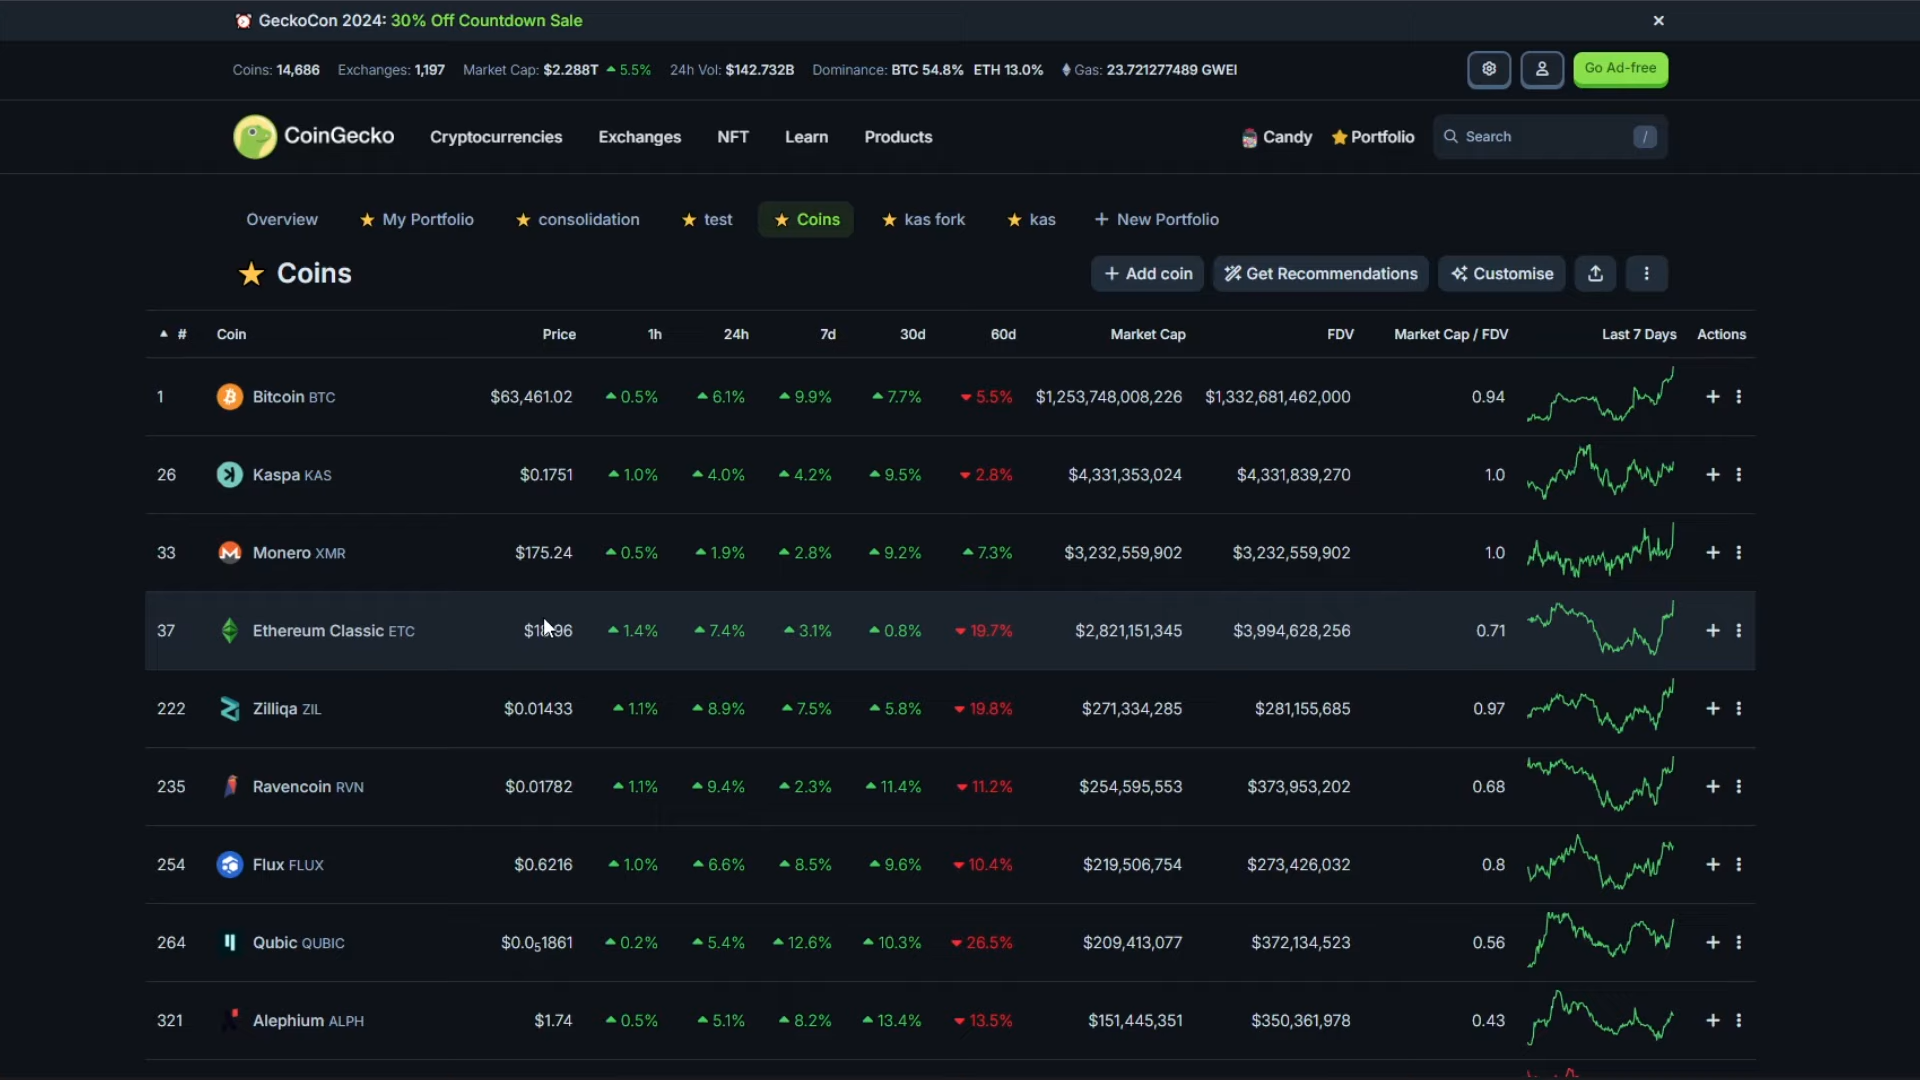 GeckoCon 2024: 30% Off Countdown Sale
Coins: 14,686 Exchanges: 1,197 Market Cap: $2.288T 5.5% 24h Vol: $142.732B Dominance: BTC 54.8% ETH 13.0% Gas: 23.721277489 GWEI Go Ad-free
CoinGecko Cryptocurrencies Exchanges NFT Learn Products Candy Portfolio Search /
Overview My Portfolio consolidation test Coins kas fork kas + New Portfolio
Coins + Add coin Get Recommendations Customise
# Coin Price 1h 24h 7d 30d 60d Market Cap FDV Market Cap / FDV Last 7 Days Actions
1 Bitcoin BTC $63,461.02 0.5% 6.1% 9.9% 7.7% 5.5% $1,253,748,008,226 $1,332,681,462,000 0.94
26 Kaspa KAS $0.1751 1.0% 4.0% 4.2% 9.5% 2.8% $4,331,353,024 $4,331,839,270 1.0
33 Monero XMR $175.24 0.5% 1.9% 2.8% 9.2% 7.3% $3,232,559,902 $3,232,559,902 1.0
37 Ethereum Classic ETC 1.4% 7.4% 3.1% 0.8% 19.7% $2,821,151,345 $3,994,628,256 0.71
222 Zilliqa ZIL $0.01433 1.1% 8.9% 7.5% 5.8% 19.8% $271,334,285 $281,155,685 0.97
235 Ravencoin RVN $0.01782 1.1% 9.4% 2.3% 11.4% 11.2% $254,595,553 $373,953,202 0.68
254 Flux FLUX $0.6216 1.0% 6.6% 8.5% 9.6% 10.4% $219,506,754 $273,426,032 0.8
264 Qubic QUBIC $0.0₅1861 0.2% 5.4% 12.6% 10.3% 26.5% $209,413,077 $372,134,523 0.56
321 Alephium ALPH $1.74 0.5% 5.1% 8.2% 13.4% 13.5% $151,445,351 $350,361,978 0.43